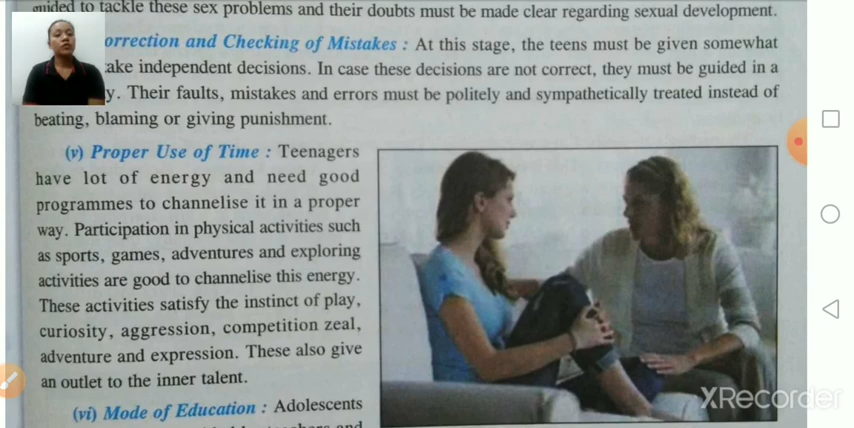 guided to tackle these sex problems and their doubts must be made clear regarding sexual development.
orrection and Checking of Mistakes : At this stage, the teens must be given somewhat
ake independent decisions. In case these decisions are not correct, they must be guided in a
y. Their faults, mistakes and errors must be politely and sympathetically treated instead of
beating, blaming or giving punishment.
(v) Proper Use of Time : Teenagers
have lot of energy and need good
programmes to channelise it in a proper
way. Participation in physical activities such
as sports, games, adventures and exploring
activities are good to channelise this energy.
These activities satisfy the instinct of play,
curiosity, aggression, competition zeal,
adventure and expression. These also give
an outlet to the inner talent.
(vi) Mode of Education : Adolescents
XRecorder